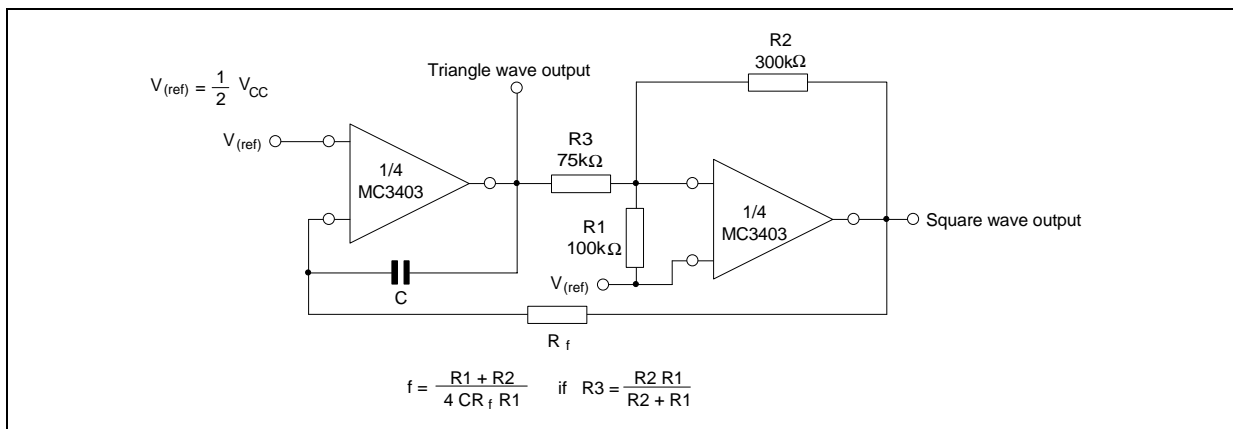 R2
300kΩ
Triangle wave output
V(ref) = 1/2 VCC
V(ref)
R3
75kΩ
1/4
MC3403
1/4
MC3403
Square wave output
R1
100kΩ
V(ref)
C
R f
f = R1 + R2 / 4 CR f R1 if R3 = R2 R1 / R2 + R1